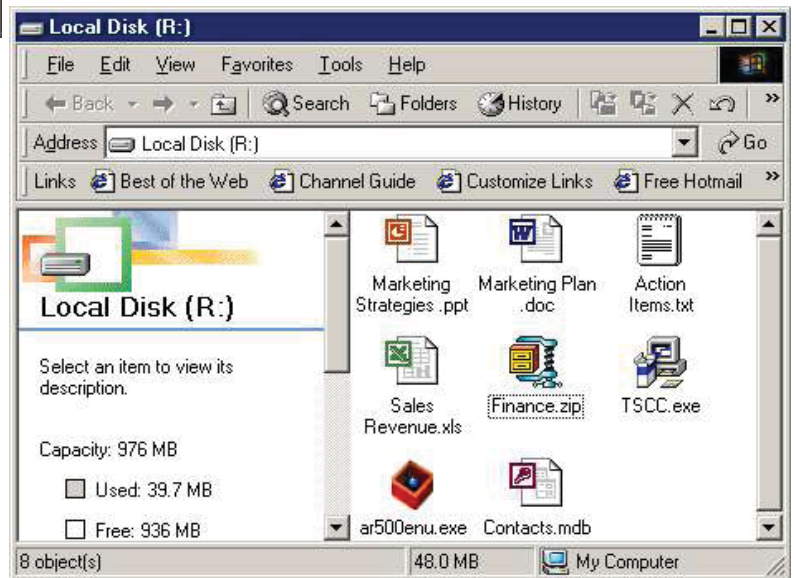 Local Disk (R:)
File Edit View Favorites Tools Help
Back Search Folders History »
Address Local Disk (R:) Go
Links Best of the Web Channel Guide Customize Links Free Hotmail »
Local Disk (R:)
Select an item to view its
description.
Capacity: 976 MB
Used: 39.7 MB
Free: 936 MB
Marketing
Strategies .ppt
Marketing Plan
.doc
Action
Items.txt
Sales
Revenue.xls
Finance.zip
TSCC.exe
ar500enu.exe
Contacts.mdb
8 object(s) 48.0 MB My Computer